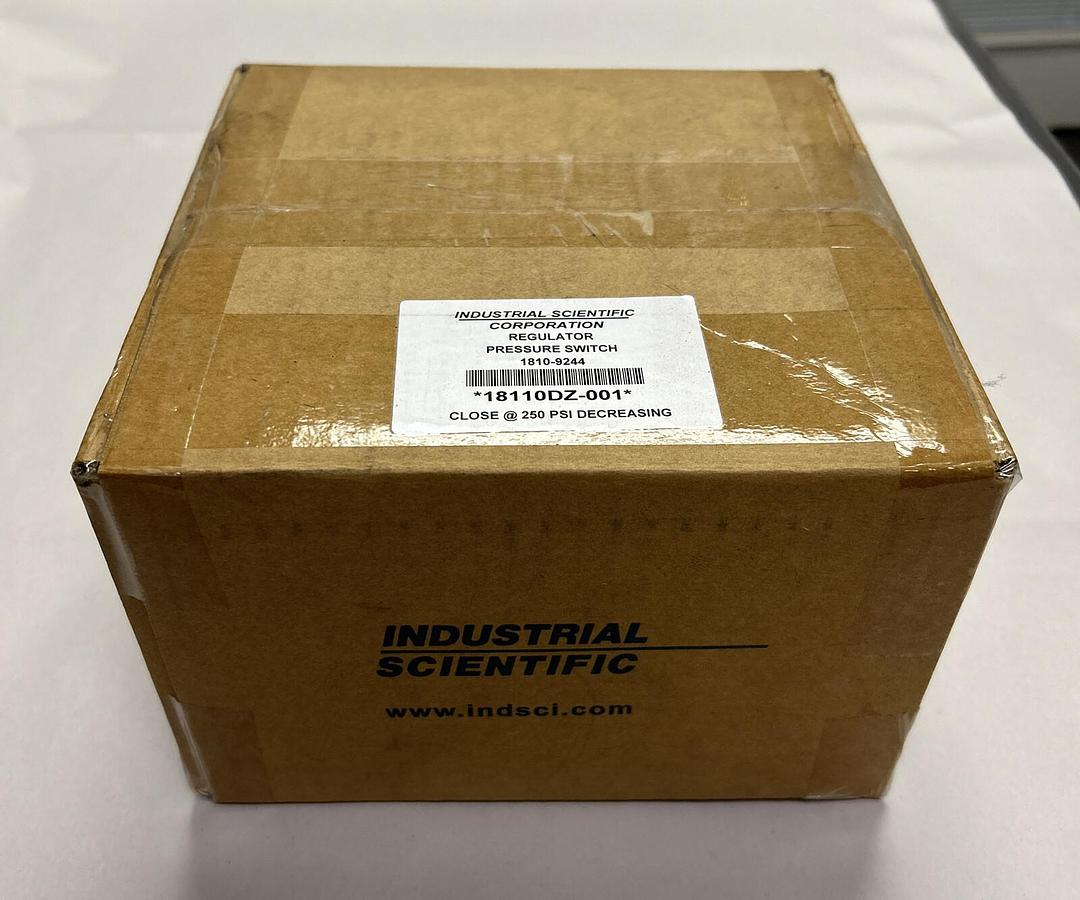 INDUSTRIAL SCIENTIFIC
CORPORATION
REGULATOR
PRESSURE SWITCH
1810-9244
*18110DZ-001*
CLOSE @ 250 PSI DECREASING
INDUSTRIAL
SCIENTIFIC
www.indsci.com